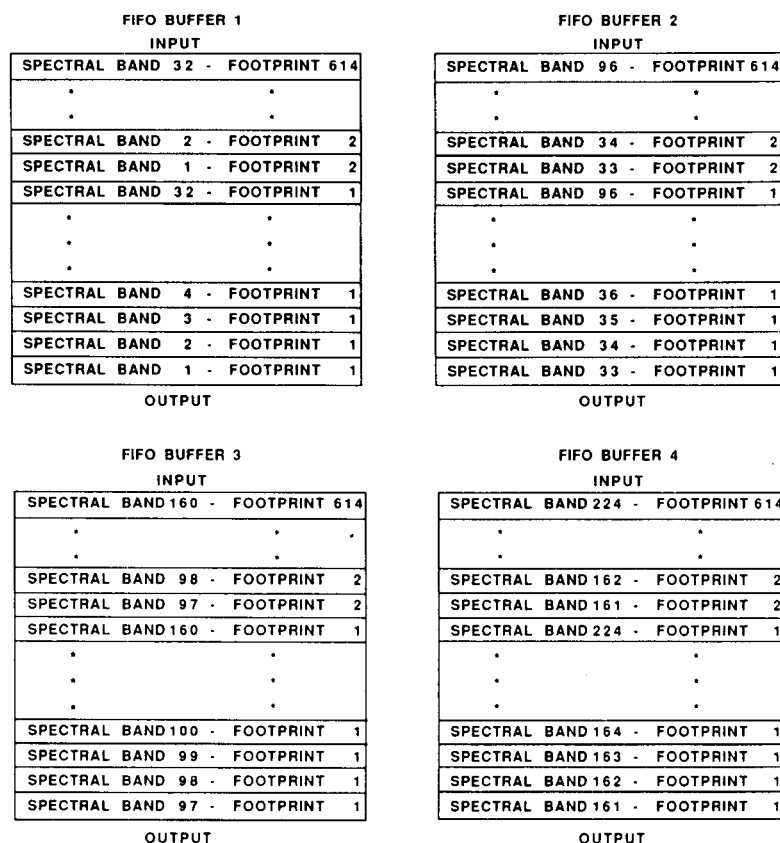 FIFO BUFFER 1
INPUT
SPECTRAL BAND 32 - FOOTPRINT 614
SPECTRAL BAND 2 - FOOTPRINT 2
SPECTRAL BAND 1 - FOOTPRINT 2
SPECTRAL BAND 32 - FOOTPRINT 1
SPECTRAL BAND 4 - FOOTPRINT 1
SPECTRAL BAND 3 - FOOTPRINT 1
SPECTRAL BAND 2 - FOOTPRINT 1
SPECTRAL BAND 1 - FOOTPRINT 1
OUTPUT
FIFO BUFFER 2
INPUT
SPECTRAL BAND 96 - FOOTPRINT 614
SPECTRAL BAND 34 - FOOTPRINT 2
SPECTRAL BAND 33 - FOOTPRINT 2
SPECTRAL BAND 96 - FOOTPRINT 1
SPECTRAL BAND 36 - FOOTPRINT 1
SPECTRAL BAND 35 - FOOTPRINT 1
SPECTRAL BAND 34 - FOOTPRINT 1
SPECTRAL BAND 33 - FOOTPRINT 1
OUTPUT
FIFO BUFFER 3
INPUT
SPECTRAL BAND 160 - FOOTPRINT 614
SPECTRAL BAND 98 - FOOTPRINT 2
SPECTRAL BAND 97 - FOOTPRINT 2
SPECTRAL BAND 160 - FOOTPRINT 1
SPECTRAL BAND 100 - FOOTPRINT 1
SPECTRAL BAND 99 - FOOTPRINT 1
SPECTRAL BAND 98 - FOOTPRINT 1
SPECTRAL BAND 97 - FOOTPRINT 1
OUTPUT
FIFO BUFFER 4
INPUT
SPECTRAL BAND 224 - FOOTPRINT 614
SPECTRAL BAND 162 - FOOTPRINT 2
SPECTRAL BAND 161 - FOOTPRINT 2
SPECTRAL BAND 224 - FOOTPRINT 1
SPECTRAL BAND 164 - FOOTPRINT 1
SPECTRAL BAND 163 - FOOTPRINT 1
SPECTRAL BAND 162 - FOOTPRINT 1
SPECTRAL BAND 161 - FOOTPRINT 1
OUTPUT